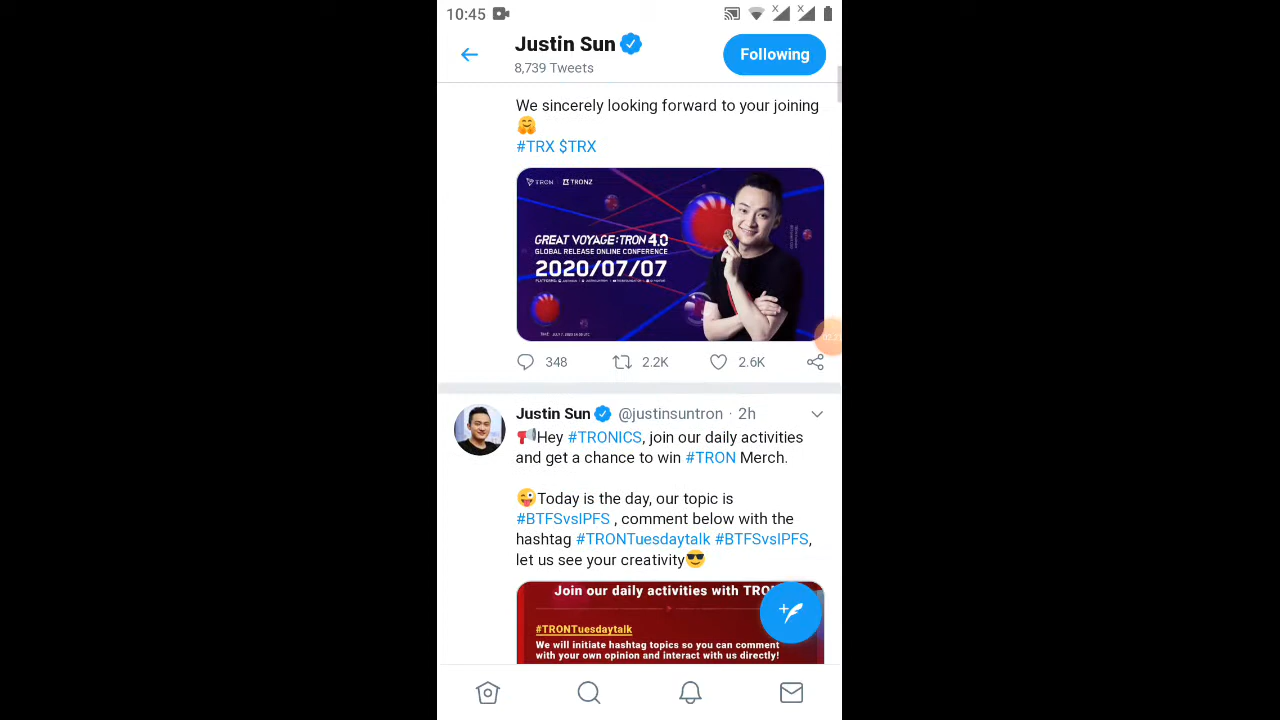 10:45
Justin Sun
8,739 Tweets
Following
We sincerely looking forward to your joining
#TRX $TRX
TRON TRONZ
GREAT VOYAGE:TRON 4.0
GLOBAL RELEASE ONLINE CONFERENCE
2020/07/07
348 2.2K 2.6K
Justin Sun @justinsuntron · 2h
Hey #TRONICS, join our daily activities
and get a chance to win #TRON Merch.
Today is the day, our topic is
#BTFSvsIPFS , comment below with the
hashtag #TRONTuesdaytalk #BTFSvsIPFS,
let us see your creativity
Join our daily activities with
#TRONTuesdaytalk
We will initiate hashtag topics so you can comment
with your own opinion and interact with us directly!